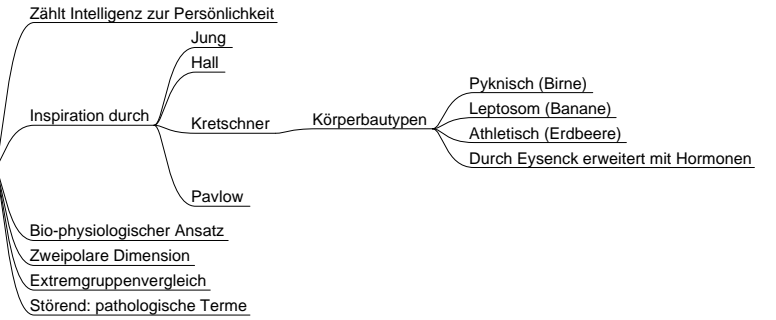 Zählt Intelligenz zur Persönlichkeit
Inspiration durch
Jung
Hall
Kretschner
Körperbautypen
Pyknisch (Birne)
Leptosom (Banane)
Athletisch (Erdbeere)
Durch Eysenck erweitert mit Hormonen
Pavlow
Bio-physiologischer Ansatz
Zweipolare Dimension
Extremgruppenvergleich
Störend: pathologische Terme